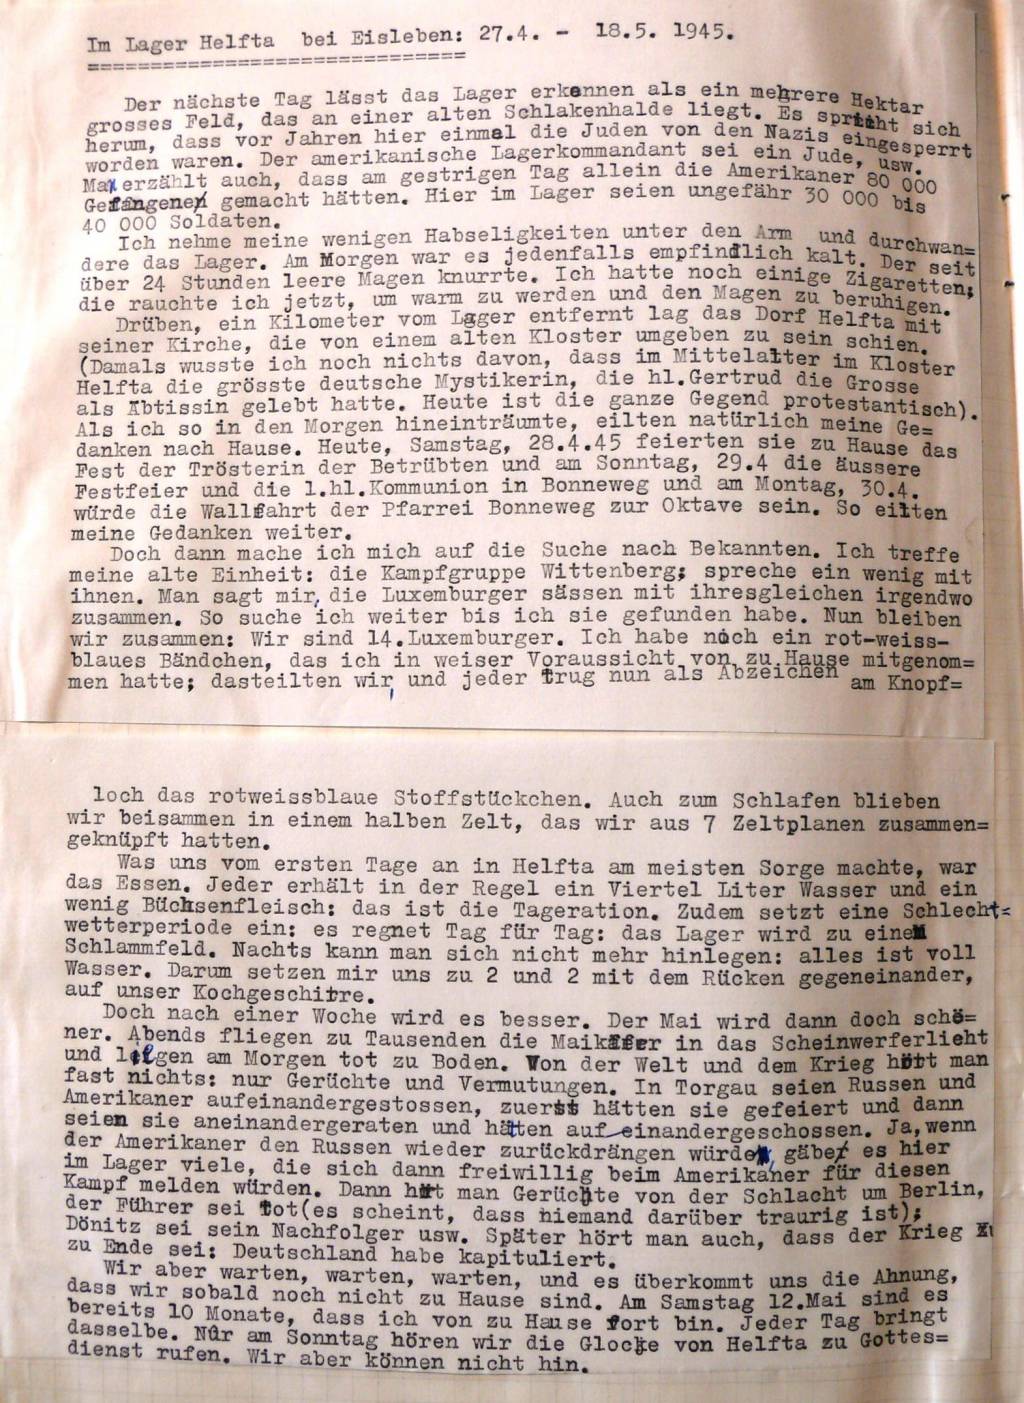 Im Lager Helfta bei Eisleben: 27.4. - 18.5. 1945.
==============================
Der nächste Tag lässt das Lager erkennen als ein mehrere Hektar
grosses Feld, das an einer alten Schlakenhalde liegt. Es spricht sich
herum, dass vor Jahren hier einmal die Juden von den Nazis eingesperrt
worden waren. Der amerikanische Lagerkommandant sei ein Jude, usw.
Man erzählt auch, dass am gestrigen Tag allein die Amerikaner 80 000
Gefangene gemacht hätten. Hier im Lager seien ungefähr 30 000 bis
40 000 Soldaten.
Ich nehme meine wenigen Habseligkeiten unter den Arm und durchwan=
dere das Lager. Am Morgen war es jedenfalls empfindlich kalt. Der seit
über 24 Stunden leere Magen knurrte. Ich hatte noch einige Zigaretten;
die rauchte ich jetzt, um warm zu werden und den Magen zu beruhigen.
Drüben, ein Kilometer vom Lager entfernt lag das Dorf Helfta mit
seiner Kirche, die von einem alten Kloster umgeben zu sein schien.
(Damals wusste ich noch nichts davon, dass im Mittelalter im Kloster
Helfta die grösste deutsche Mystikerin, die hl.Gertrud die Grosse
als Äbtissin gelebt hatte. Heute ist die ganze Gegend protestantisch).
Als ich so in den Morgen hineinträumte, eilten natürlich meine Ge=
danken nach Hause. Heute, Samstag, 28.4.45 feierten sie zu Hause das
Fest der Trösterin der Betrübten und am Sonntag, 29.4 die äussere
Festfeier und die 1.hl.Kommunion in Bonneweg und am Montag, 30.4.
würde die Wallfahrt der Pfarrei Bonneweg zur Oktave sein. So eilten
meine Gedanken weiter.
Doch dann mache ich mich auf die Suche nach Bekannten. Ich treffe
meine alte Einheit: die Kampfgruppe Wittenberg; spreche ein wenig mit
ihnen. Man sagt mir, die Luxemburger sässen mit ihresgleichen irgendwo
zusammen. So suche ich weiter bis ich sie gefunden habe. Nun bleiben
wir zusammen: Wir sind 14.Luxemburger. Ich habe noch ein rot-weiss-
blaues Bändchen, das ich in weiser Voraussicht von zu Hause mitgenom=
men hatte; dasteilten wir, und jeder trug nun als Abzeichen am Knopf=
loch das rotweissblaue Stoffstückchen. Auch zum Schlafen blieben
wir beisammen in einem halben Zelt, das wir aus 7 Zeltplanen zusammen=
geknüpft hatten.
Was uns vom ersten Tage an in Helfta am meisten Sorge machte, war
das Essen. Jeder erhält in der Regel ein Viertel Liter Wasser und ein
wenig Büchsenfleisch: das ist die Tageration. Zudem setzt eine Schlecht=
wetterperiode ein: es regnet Tag für Tag: das Lager wird zu einem
Schlammfeld. Nachts kann man sich nicht mehr hinlegen: alles ist voll
Wasser. Darum setzen mir uns zu 2 und 2 mit dem Rücken gegeneinander,
auf unser Kochgeschirre.
Doch nach einer Woche wird es besser. Der Mai wird dann doch schö=
ner. Abends fliegen zu Tausenden die Maikäfer in das Scheinwerferlicht
und liegen am Morgen tot zu Boden. Von der Welt und dem Krieg hört man
fast nichts: nur Gerüchte und Vermutungen. In Torgau seien Russen und
Amerikaner aufeinandergestossen, zuerst hätten sie gefeiert und dann
seien sie aneinandergeraten und hätten aufeinandergeschossen. Ja, wenn
der Amerikaner den Russen wieder zurückdrängen würde, gäbe es hier
im Lager viele, die sich dann freiwillig beim Amerikaner für diesen
Kampf melden würden. Dann hört man Gerüchte von der Schlacht um Berlin,
der Führer sei tot(es scheint, dass niemand darüber traurig ist);
Dönitz sei sein Nachfolger usw. Später hört man auch, dass der Krieg zu
zu Ende sei: Deutschland habe kapituliert.
Wir aber warten, warten, warten, und es überkommt uns die Ahnung,
dass wir sobald noch nicht zu Hause sind. Am Samstag 12.Mai sind es
bereits 10 Monate, dass ich von zu Hause fort bin. Jeder Tag bringt
dasselbe. Nur am Sonntag hören wir die Glocke von Helfta zu Gottes=
dienst rufen. Wir aber können nicht hin.